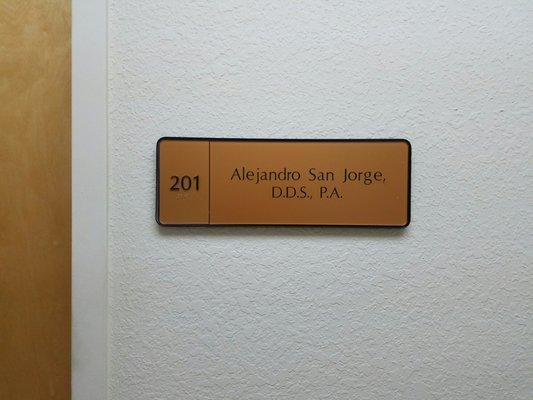 201
Alejandro San Jorge,
D.D.S., P.A.